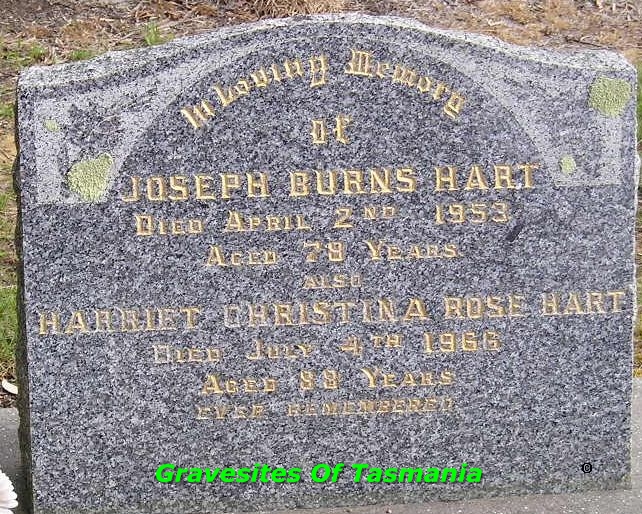 In Loving Memory
of
JOSEPH BURNS HART
DIED APRIL 2ND 1953
AGED 79 YEARS
ALSO
HARRIET CHRISTINA ROSE HART
DIED JULY 4TH 1966
AGED 88 YEARS
EVER REMEMBERED
Gravesites Of Tasmania
©